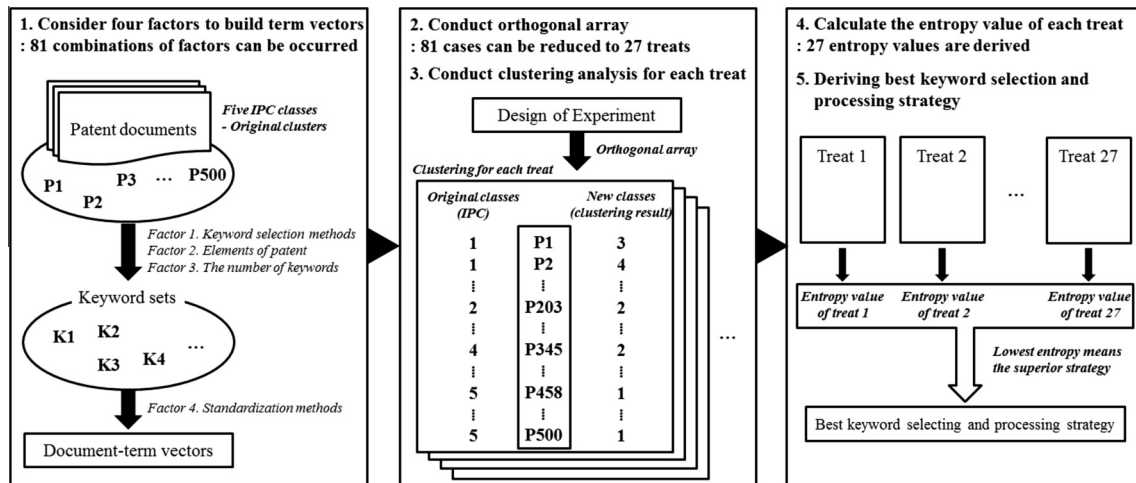 1. Consider four factors to build term vectors
: 81 combinations of factors can be occurred
Patent documents
Five IPC classes
- Original clusters
P1
P2
P3
...
P500
Factor 1. Keyword selection methods
Factor 2. Elements of patent
Factor 3. The number of keywords
Keyword sets
K1
K2
K3
K4
...
Factor 4. Standardization methods
Document-term vectors
2. Conduct orthogonal array
: 81 cases can be reduced to 27 treats
3. Conduct clustering analysis for each treat
Design of Experiment
Orthogonal array
Clustering for each treat
Original classes
(IPC)
New classes
(clustering result)
1 P1 3
1 P2 4
⋮ ⋮ ⋮
2 P203 2
⋮ ⋮ ⋮
4 P345 2
⋮ ⋮ ⋮
5 P458 1
⋮ ⋮ ⋮
5 P500 1
...
4. Calculate the entropy value of each treat
: 27 entropy values are derived
5. Deriving best keyword selection and
processing strategy
Treat 1
Treat 2
...
Treat 27
Entropy value
of treat 1
Entropy value
of treat 2
Entropy value
of treat 27
Lowest entropy means
the superior strategy
Best keyword selecting and processing strategy